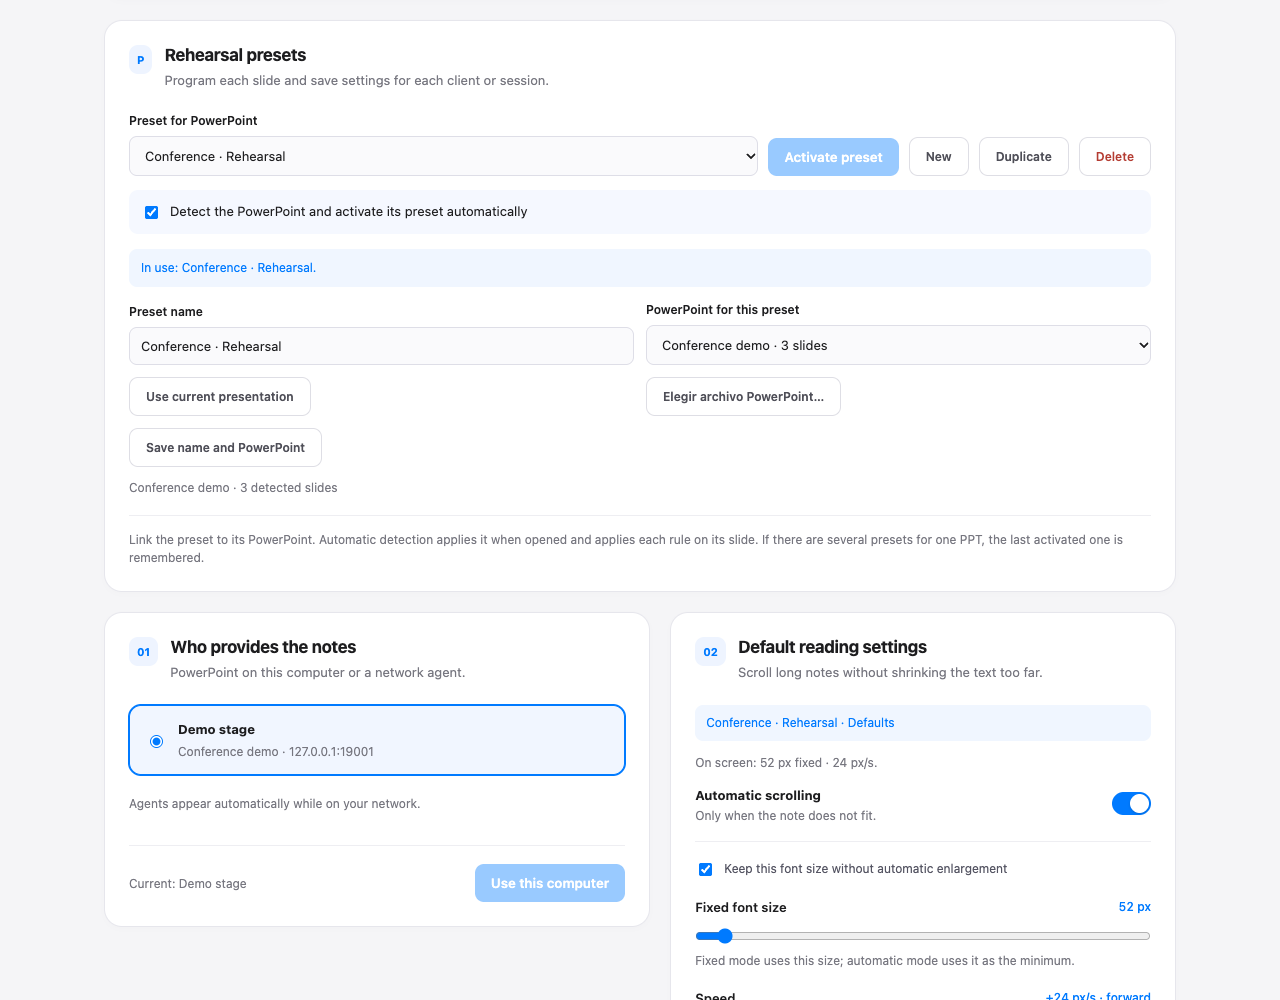 P
Rehearsal presets
Program each slide and save settings for each client or session.
Preset for PowerPoint
Conference · Rehearsal
Activate preset
New
Duplicate
Delete
Detect the PowerPoint and activate its preset automatically
In use: Conference · Rehearsal.
Preset name
PowerPoint for this preset
Conference · Rehearsal
Conference demo · 3 slides
Use current presentation
Elegir archivo PowerPoint...
Save name and PowerPoint
Conference demo · 3 detected slides
Link the preset to its PowerPoint. Automatic detection applies it when opened and applies each rule on its slide. If there are several presets for one PPT, the last activated one is
remembered.
01
Who provides the notes
PowerPoint on this computer or a network agent.
Demo stage
Conference demo · 127.0.0.1:19001
Agents appear automatically while on your network.
Current: Demo stage
Use this computer
02
Default reading settings
Scroll long notes without shrinking the text too far.
Conference · Rehearsal · Defaults
On screen: 52 px fixed · 24 px/s.
Automatic scrolling
Only when the note does not fit.
Keep this font size without automatic enlargement
Fixed font size
52 px
Fixed mode uses this size; automatic mode uses it as the minimum.
Speed
+24 px/s · forward